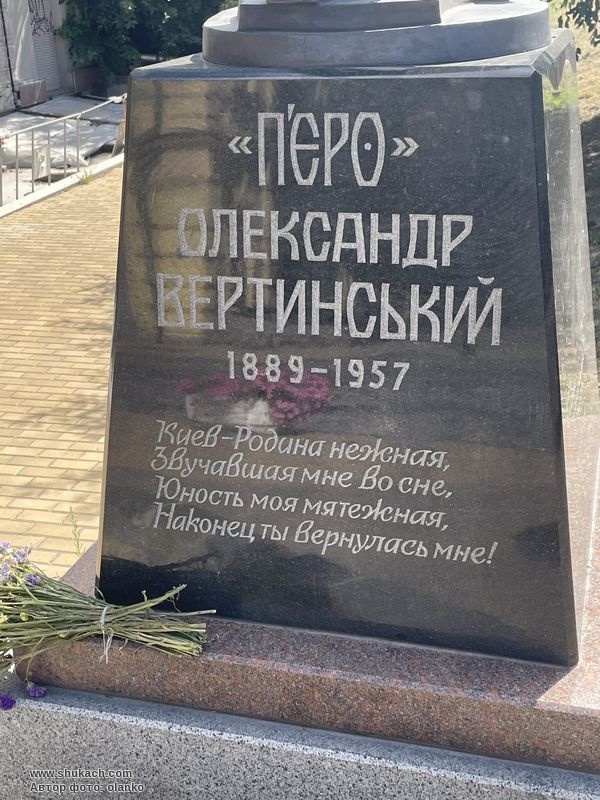 «П'ЄРО»
ОЛЕКСАНДР
ВЕРТИНСЬКИЙ
1889–1957
Киев-Родина нежная,
Звучавшая мне во сне,
Юность моя мятежная,
Наконец ты вернулась мне!
www.shukach.com
Автор фото: olanko